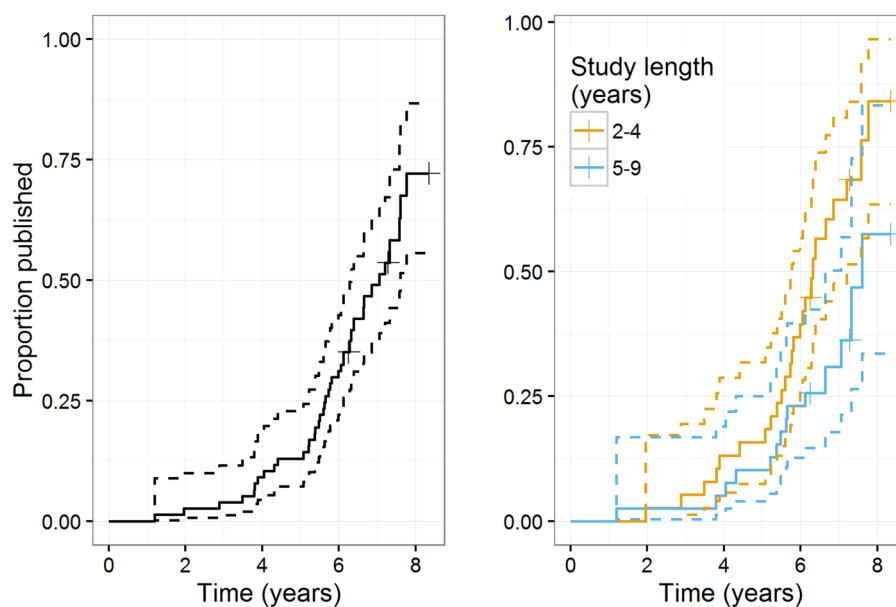 Proportion published
1.00
0.75
0.50
0.25
0.00
0 2 4 6 8
Time (years)
1.00
0.75
0.50
0.25
0.00
Study length
(years)
2-4
5-9
0 2 4 6 8
Time (years)